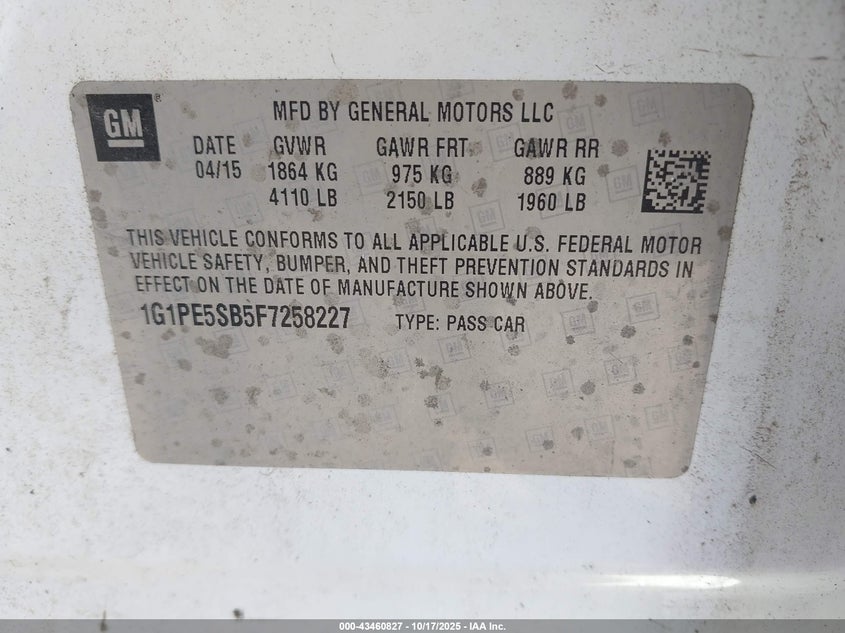 GM
MFD BY GENERAL MOTORS LLC
DATE GVWR GAWR FRT GAWR RR
04/15 1864 KG 975 KG 889 KG
4110 LB 2150 LB 1960 LB
THIS VEHICLE CONFORMS TO ALL APPLICABLE U.S. FEDERAL MOTOR
VEHICLE SAFETY, BUMPER, AND THEFT PREVENTION STANDARDS IN
EFFECT ON THE DATE OF MANUFACTURE SHOWN ABOVE.
1G1PE5SB5F7258227 TYPE: PASS CAR
000-43460827 - 10/17/2025 - IAA Inc.